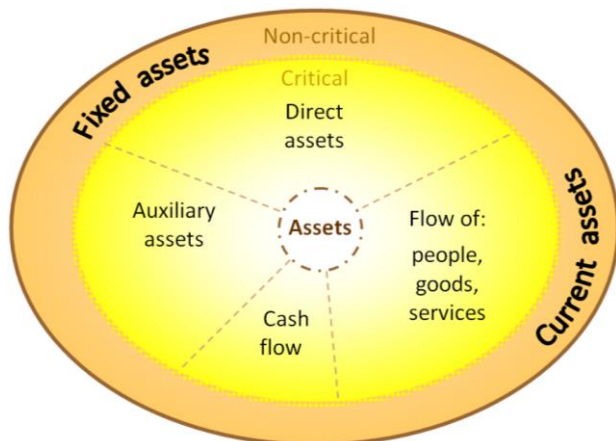 Non-critical
Fixed assets
Critical
Direct
assets
Auxiliary
assets
Assets
Flow of:
people,
goods,
services
Current assets
Cash
flow